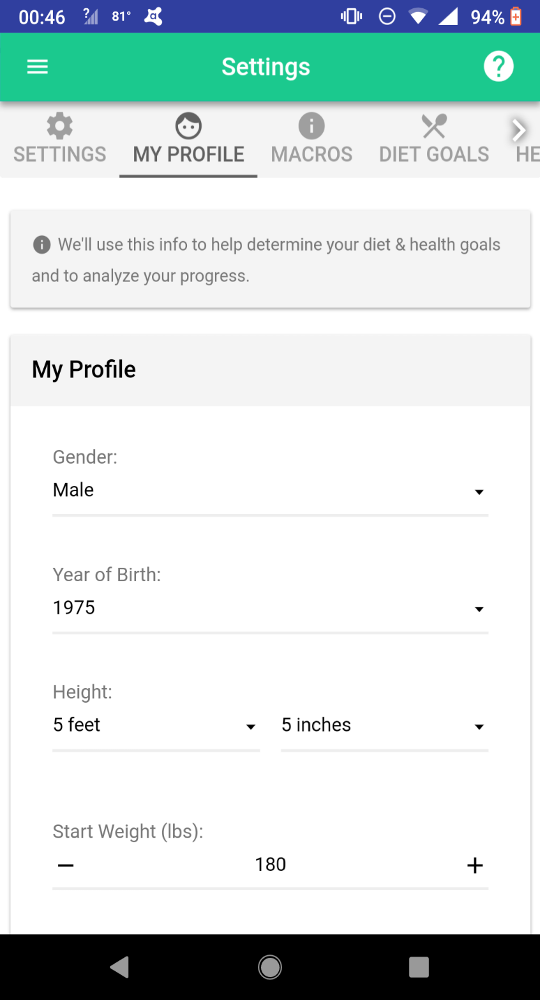 00:46 ? 81° 94%
Settings ?
SETTINGS MY PROFILE MACROS DIET GOALS HE
We'll use this info to help determine your diet & health goals
and to analyze your progress.
My Profile
Gender:
Male
Year of Birth:
1975
Height:
5 feet 5 inches
Start Weight (lbs):
180